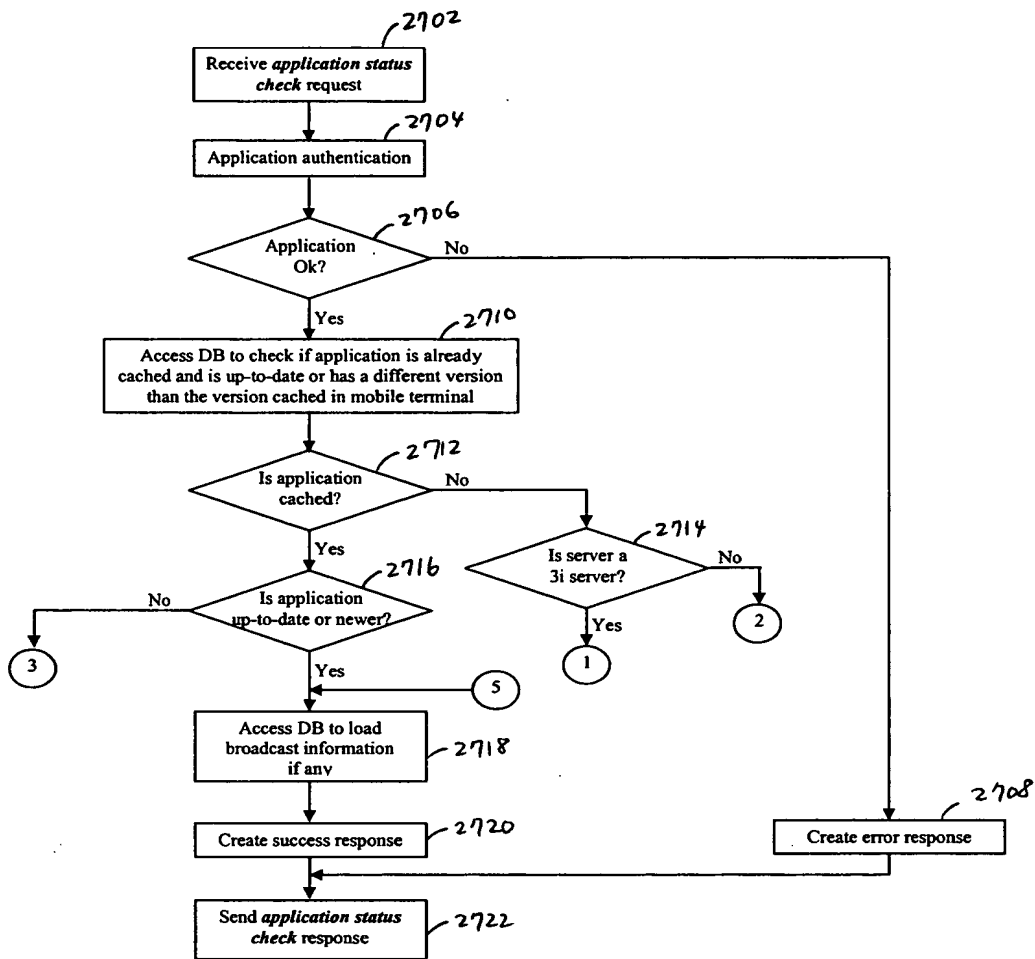 2702
Receive application status
check request
2704
Application authentication
2706
Application
Ok?
No
Yes
2710
Access DB to check if application is already
cached and is up-to-date or has a different version
than the version cached in mobile terminal
2712
Is application
cached?
No
Yes
2714
Is server a
3i server?
No
2
Yes
1
2716
Is application
up-to-date or newer?
No
3
Yes
5
Access DB to load
broadcast information
if any
2718
Create success response
2720
2708
Create error response
Send application status
check response
2722